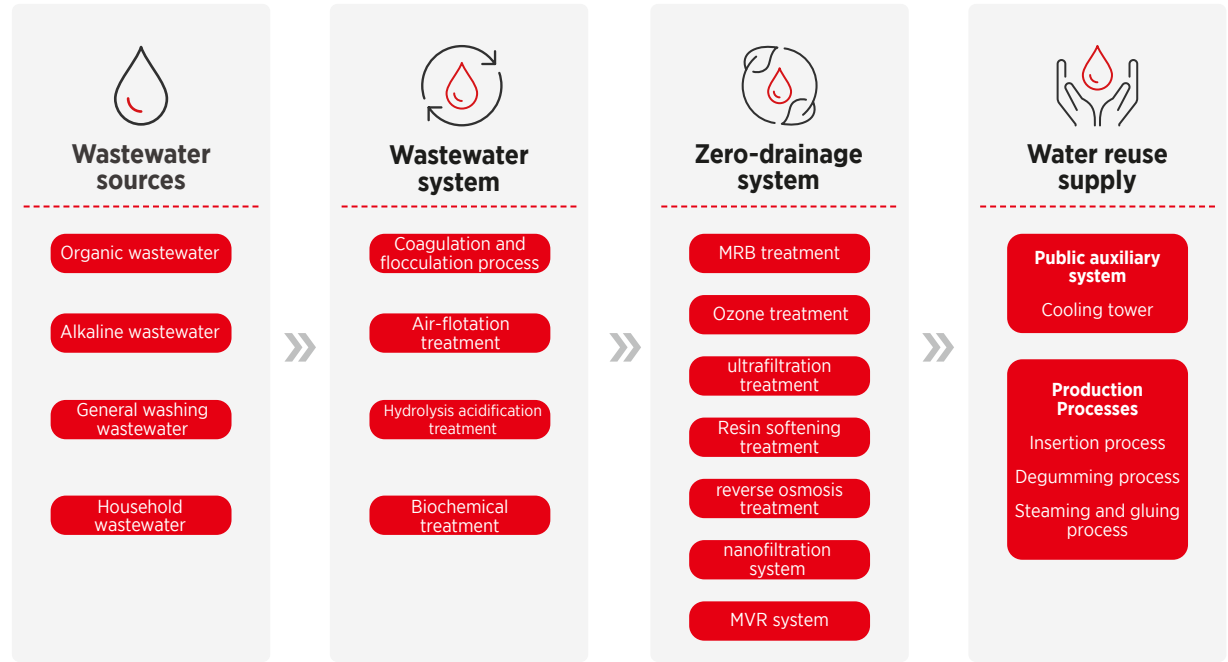 Wastewater
sources
Organic wastewater
Alkaline wastewater
General washing
wastewater
Household
wastewater
Wastewater
system
Coagulation and
flocculation process
Air-flotation
treatment
Hydrolysis acidification
treatment
Biochemical
treatment
Zero-drainage
system
MRB treatment
Ozone treatment
ultrafiltration
treatment
Resin softening
treatment
reverse osmosis
treatment
nanofiltration
system
MVR system
Water reuse
supply
Public auxiliary
system
Cooling tower
Production
Processes
Insertion process
Degumming process
Steaming and gluing
process